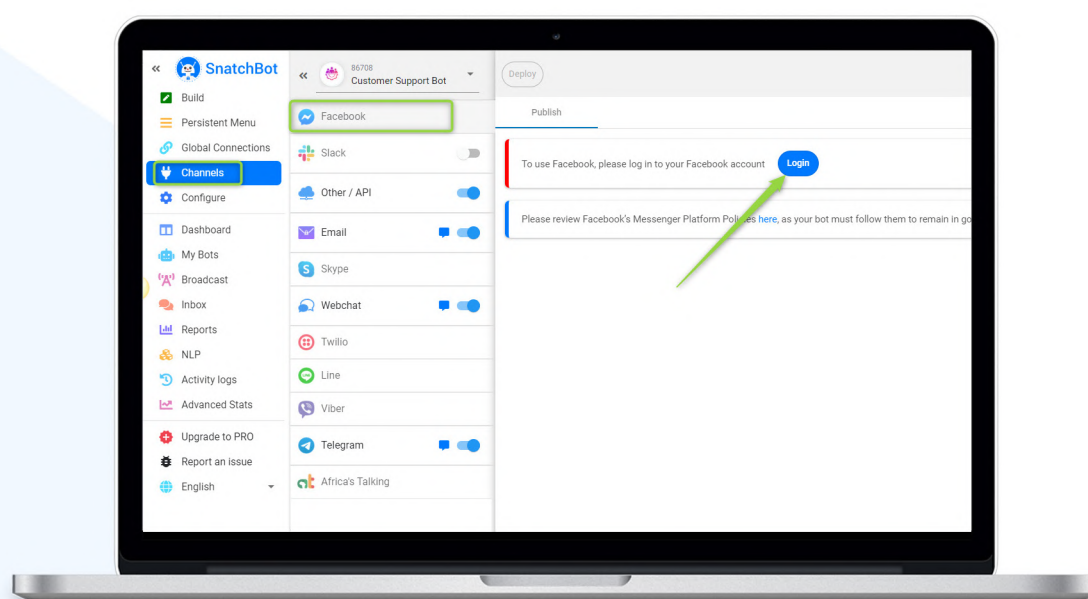 SnatchBot
Build
Persistent Menu
Global Connections
Channels
Configure
Dashboard
My Bots
Broadcast
Inbox
Reports
NLP
Activity logs
Advanced Stats
Upgrade to PRO
Report an issue
English
86708
Customer Support Bot
Facebook
Slack
Other / API
Email
Skype
Webchat
Twilio
Line
Viber
Telegram
Africa's Talking
Deploy
Publish
To use Facebook, please log in to your Facebook account
Login
Please review Facebook's Messenger Platform Policies here, as your bot must follow them to remain in go